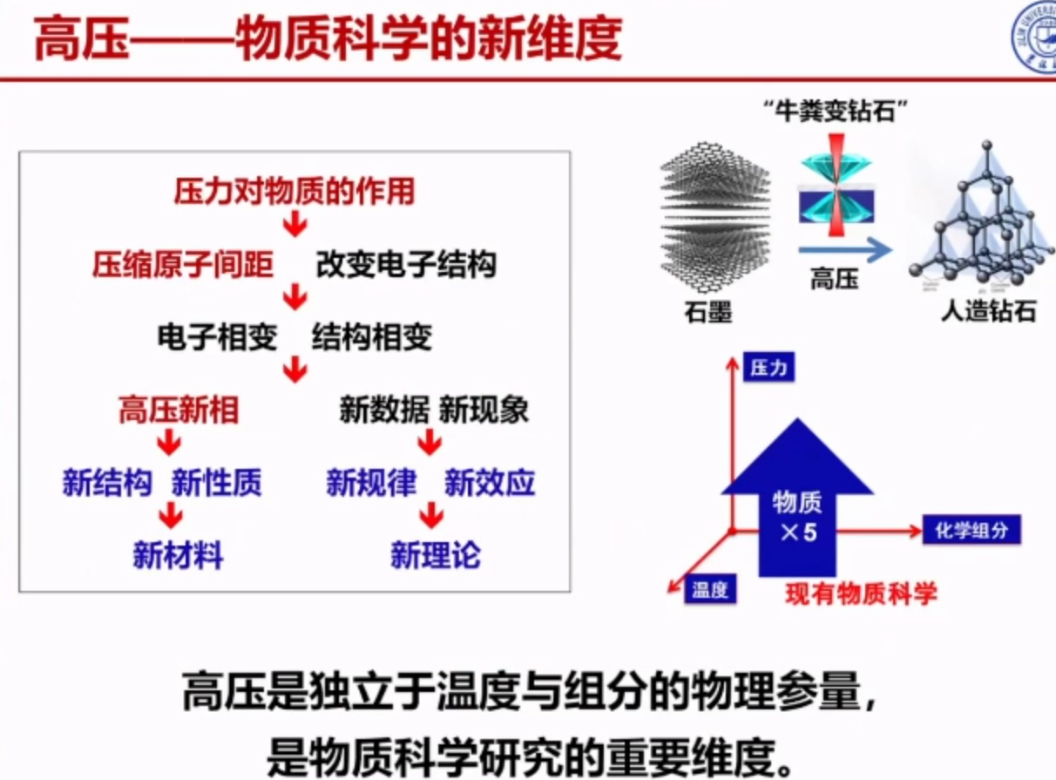 高压——物质科学的新维度
压力对物质的作用
压缩原子间距 改变电子结构
电子相变 结构相变
高压新相 新数据 新现象
新结构 新性质 新规律 新效应
新材料 新理论
“牛粪变钻石”
高压
石墨
人造钻石
压力
物质
×5
化学组分
温度
现有物质科学
高压是独立于温度与组分的物理参量，
是物质科学研究的重要维度。